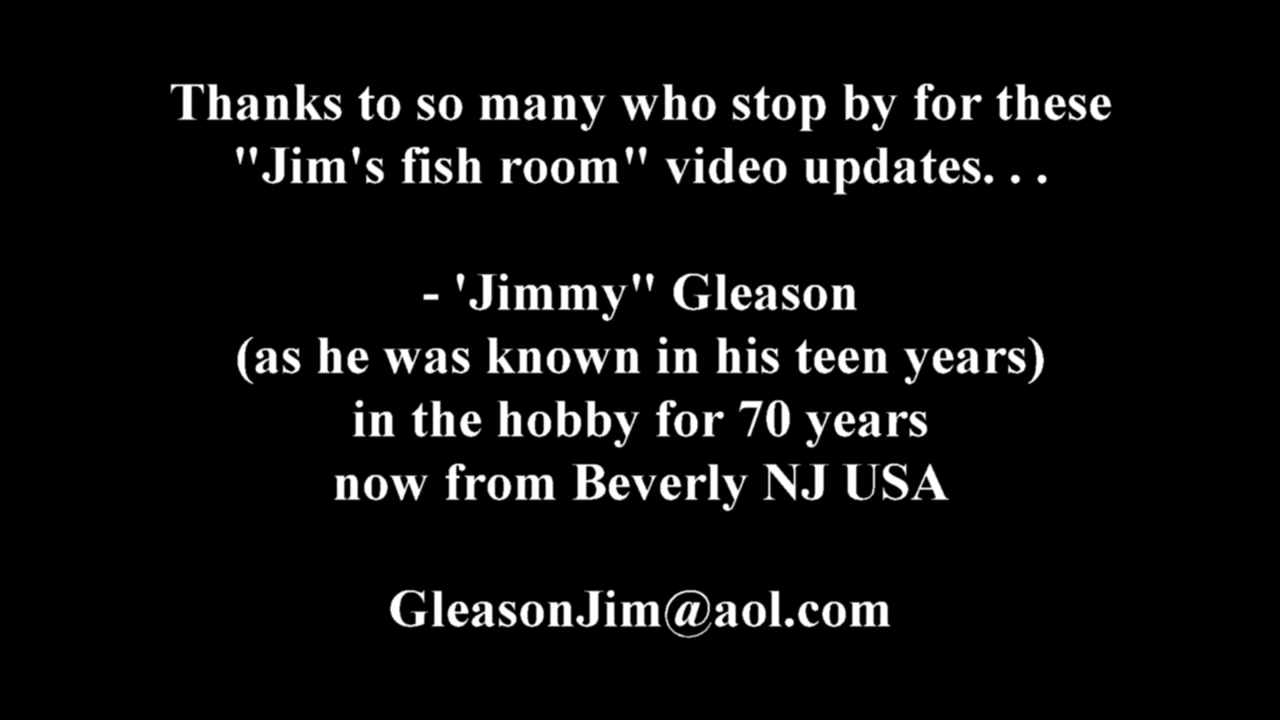 Thanks to so many who stop by for these
"Jim's fish room" video updates. . .
- 'Jimmy" Gleason
(as he was known in his teen years)
in the hobby for 70 years
now from Beverly NJ USA
GleasonJim@aol.com